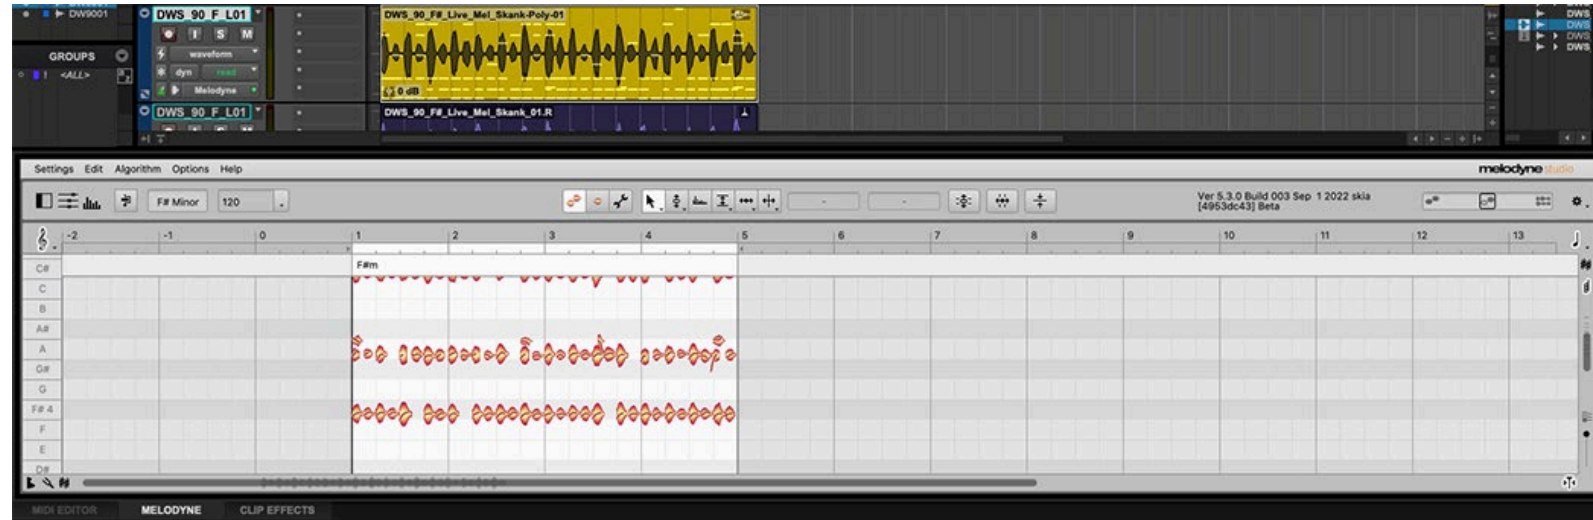 DW9001
DWS_90_F_L01
DWS_90_F#_Live_Mel_Skank-Poly-01
DWS
DWS
DWS
DWS
I S M
GROUPS
waveform
<ALL>
dyn read
Melodyne
0 dB
DWS_90_F_L01
DWS_90_F#_Live_Mel_Skank_01.R
Settings Edit Algorithm Options Help
melodyne studio
F# Minor 120
Ver 5.3.0 Build 003 Sep 1 2022 skia
[4953dc43] Beta
-2 -1 0 1 2 3 4 5 6 7 8 9 10 11 12 13
C# F#m
C
B
A#
A
G#
G
F# 4
F
E
D#
MIDI EDITOR MELODYNE CLIP EFFECTS